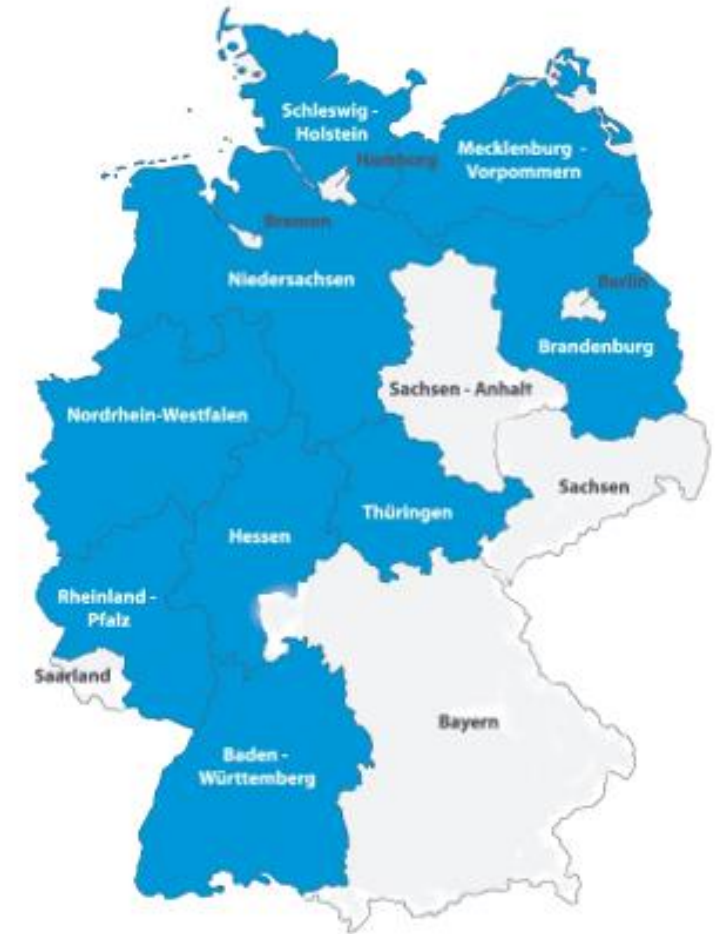 Schleswig -
Holstein
Hamburg
Mecklenburg -
Vorpommern
Bremen
Niedersachsen
Berlin
Brandenburg
Sachsen - Anhalt
Nordrhein-Westfalen
Sachsen
Thüringen
Hessen
Rheinland -
Pfalz
Saarland
Bayern
Baden -
Württemberg